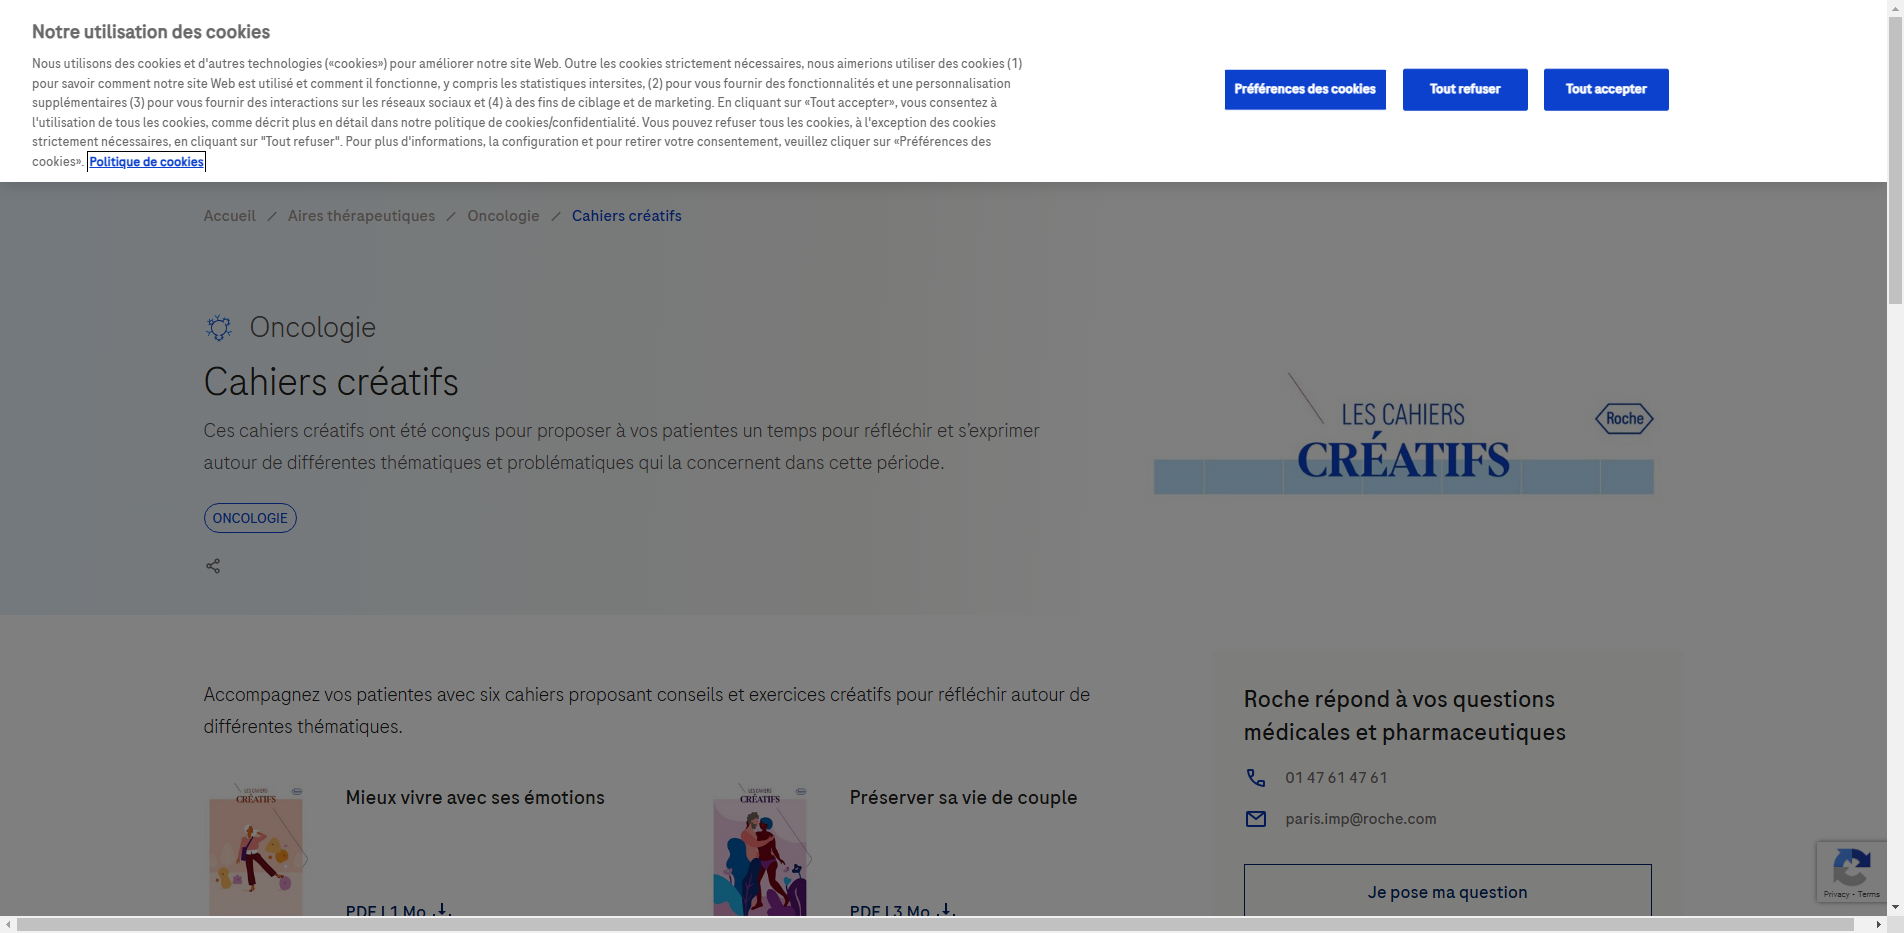 Notre utilisation des cookies
Nous utilisons des cookies et d'autres technologies («cookies») pour améliorer notre site Web. Outre les cookies strictement nécessaires, nous aimerions utiliser des cookies (1)
pour savoir comment notre site Web est utilisé et comment il fonctionne, y compris les statistiques intersites, (2) pour vous fournir des fonctionnalités et une personnalisation
supplémentaires (3) pour vous fournir des interactions sur les réseaux sociaux et (4) à des fins de ciblage et de marketing. En cliquant sur «Tout accepter», vous consentez à
l'utilisation de tous les cookies, comme décrit plus en détail dans notre politique de cookies/confidentialité. Vous pouvez refuser tous les cookies, à l'exception des cookies
strictement nécessaires, en cliquant sur "Tout refuser". Pour plus d'informations, la configuration et pour retirer votre consentement, veuillez cliquer sur «Préférences des
cookies». Politique de cookies
Préférences des cookies
Tout refuser
Tout accepter
Accueil / Aires thérapeutiques / Oncologie / Cahiers créatifs
Oncologie
Cahiers créatifs
Ces cahiers créatifs ont été conçus pour proposer à vos patientes un temps pour réfléchir et s’exprimer
autour de différentes thématiques et problématiques qui la concernent dans cette période.
ONCOLOGIE
LES CAHIERS
CRÉATIFS
Roche
Accompagnez vos patientes avec six cahiers proposant conseils et exercices créatifs pour réfléchir autour de
différentes thématiques.
LES CAHIERS
CRÉATIFS
Mieux vivre avec ses émotions
PDF | 1 Mo
LES CAHIERS
CRÉATIFS
Préserver sa vie de couple
PDF | 3 Mo
Roche répond à vos questions
médicales et pharmaceutiques
01 47 61 47 61
paris.imp@roche.com
Je pose ma question
Privacy - Terms